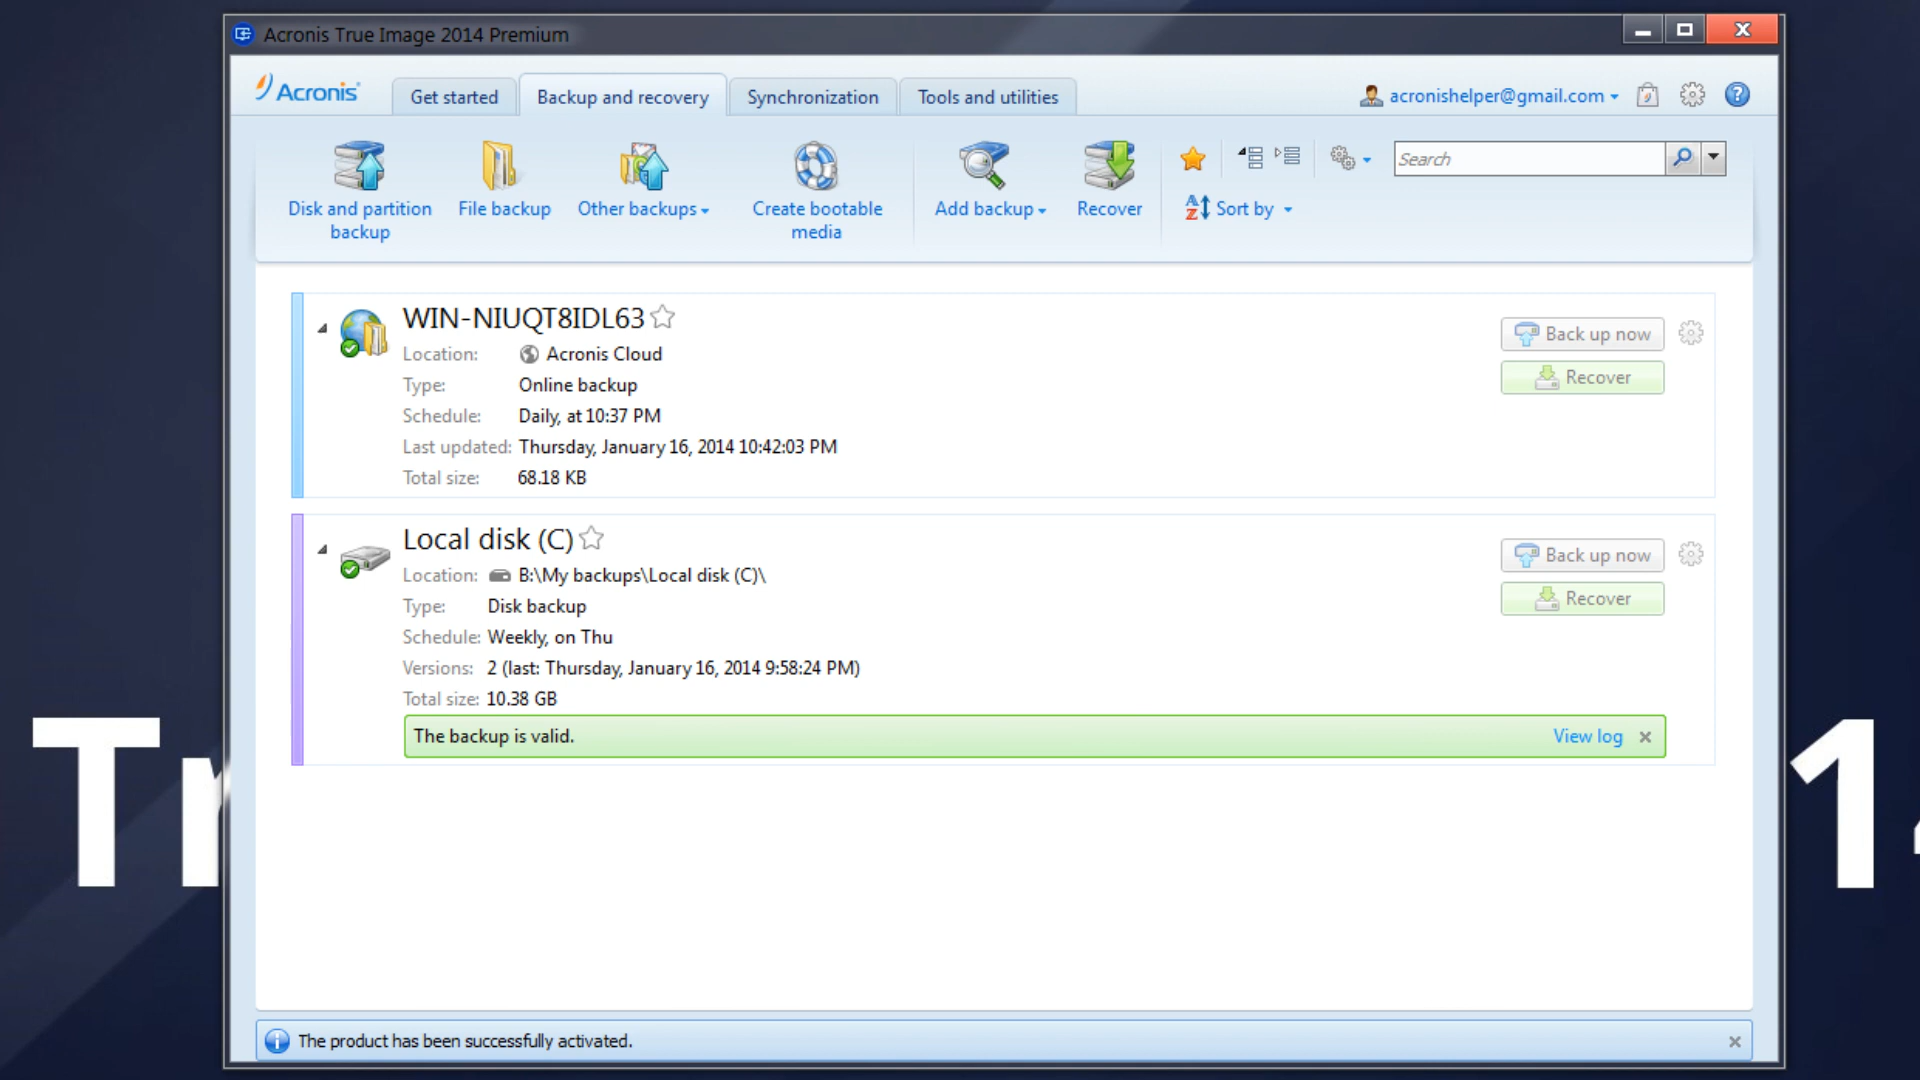 Acronis True Image 2014 Premium
Acronis
Get started
Backup and recovery
Synchronization
Tools and utilities
acronishelper@gmail.com
9
?
Disk and partition
backup
File backup
Other backups
Create bootable
media
Add backup
Recover
Search
Sort by
WIN-NIUQT8IDL63
Location: Acronis Cloud
Type: Online backup
Schedule: Daily, at 10:37 PM
Last updated: Thursday, January 16, 2014 10:42:03 PM
Total size: 68.18 KB
Back up now
Recover
Local disk (C)
Location: B:\My backups\Local disk (C)\
Type: Disk backup
Schedule: Weekly, on Thu
Versions: 2 (last: Thursday, January 16, 2014 9:58:24 PM)
Total size: 10.38 GB
Back up now
Recover
The backup is valid.
View log
The product has been successfully activated.